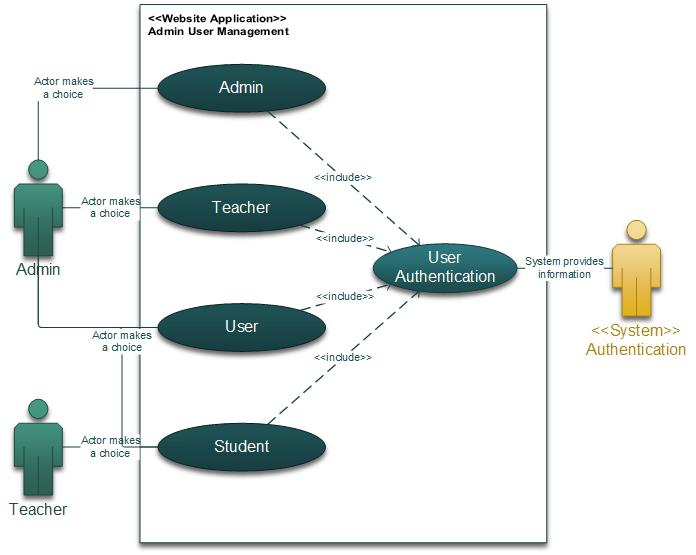 <<Website Application>>
Admin User Management
Actor makes
a choice
Admin
<<include>>
Actor makes
a choice
Teacher
<<include>>
User
Authentication
System provides
information
Admin
<<System>>
Authentication
<<include>>
User
Actor makes
a choice
<<include>>
Actor makes
a choice
Student
Teacher